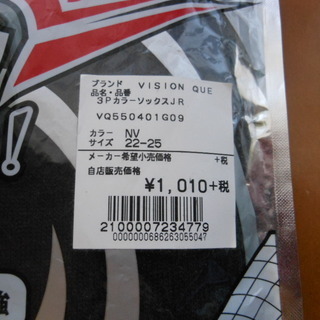 ブランド VISION QUE
品名・品番
3PカラーソックスJR
VQ550401G09
カラー NV
サイズ 22-25
メーカー希望小売価格 +税
自店販売価格
¥1,010+税
2100007234779
0000000686263055047
!
強